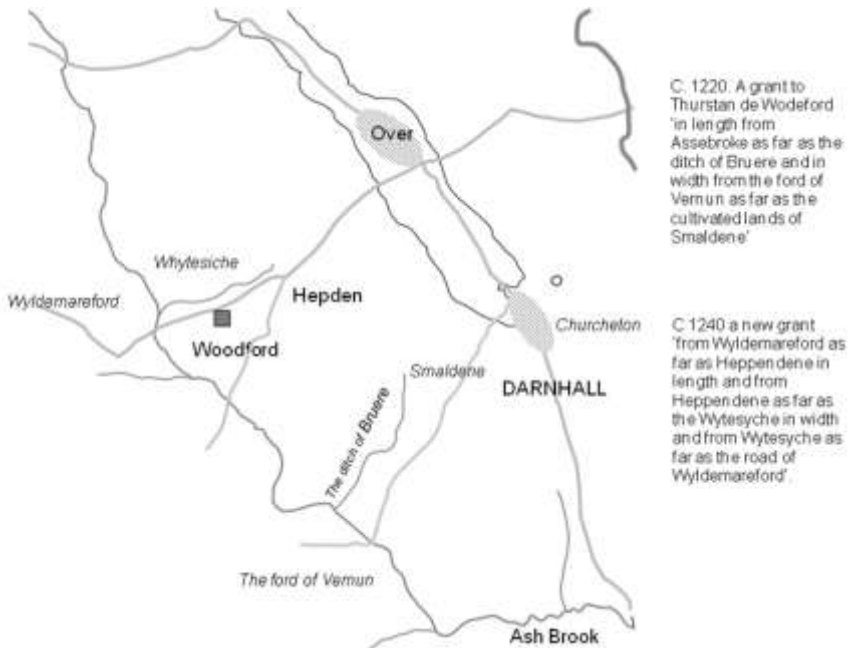 Over
Whytesiche
Wyldemareford
Hepden
Woodford
Churcheton
Smaldene
DARNHALL
The ditch of Bruere
The ford of Vernun
Ash Brook
C. 1220. A grant to
Thurstan de Wodeford
'in length from
Assebroke as far as the
ditch of Bruere and in
width from the ford of
Vernun as far as the
cultivated lands of
Smaldene'
C 1240 a new grant
'from Wyldemareford as
far as Heppendene in
length and from
Heppendene as far as
the Wytesyche in width
and from Wytesyche as
far as the road of
Wyldemareford'.